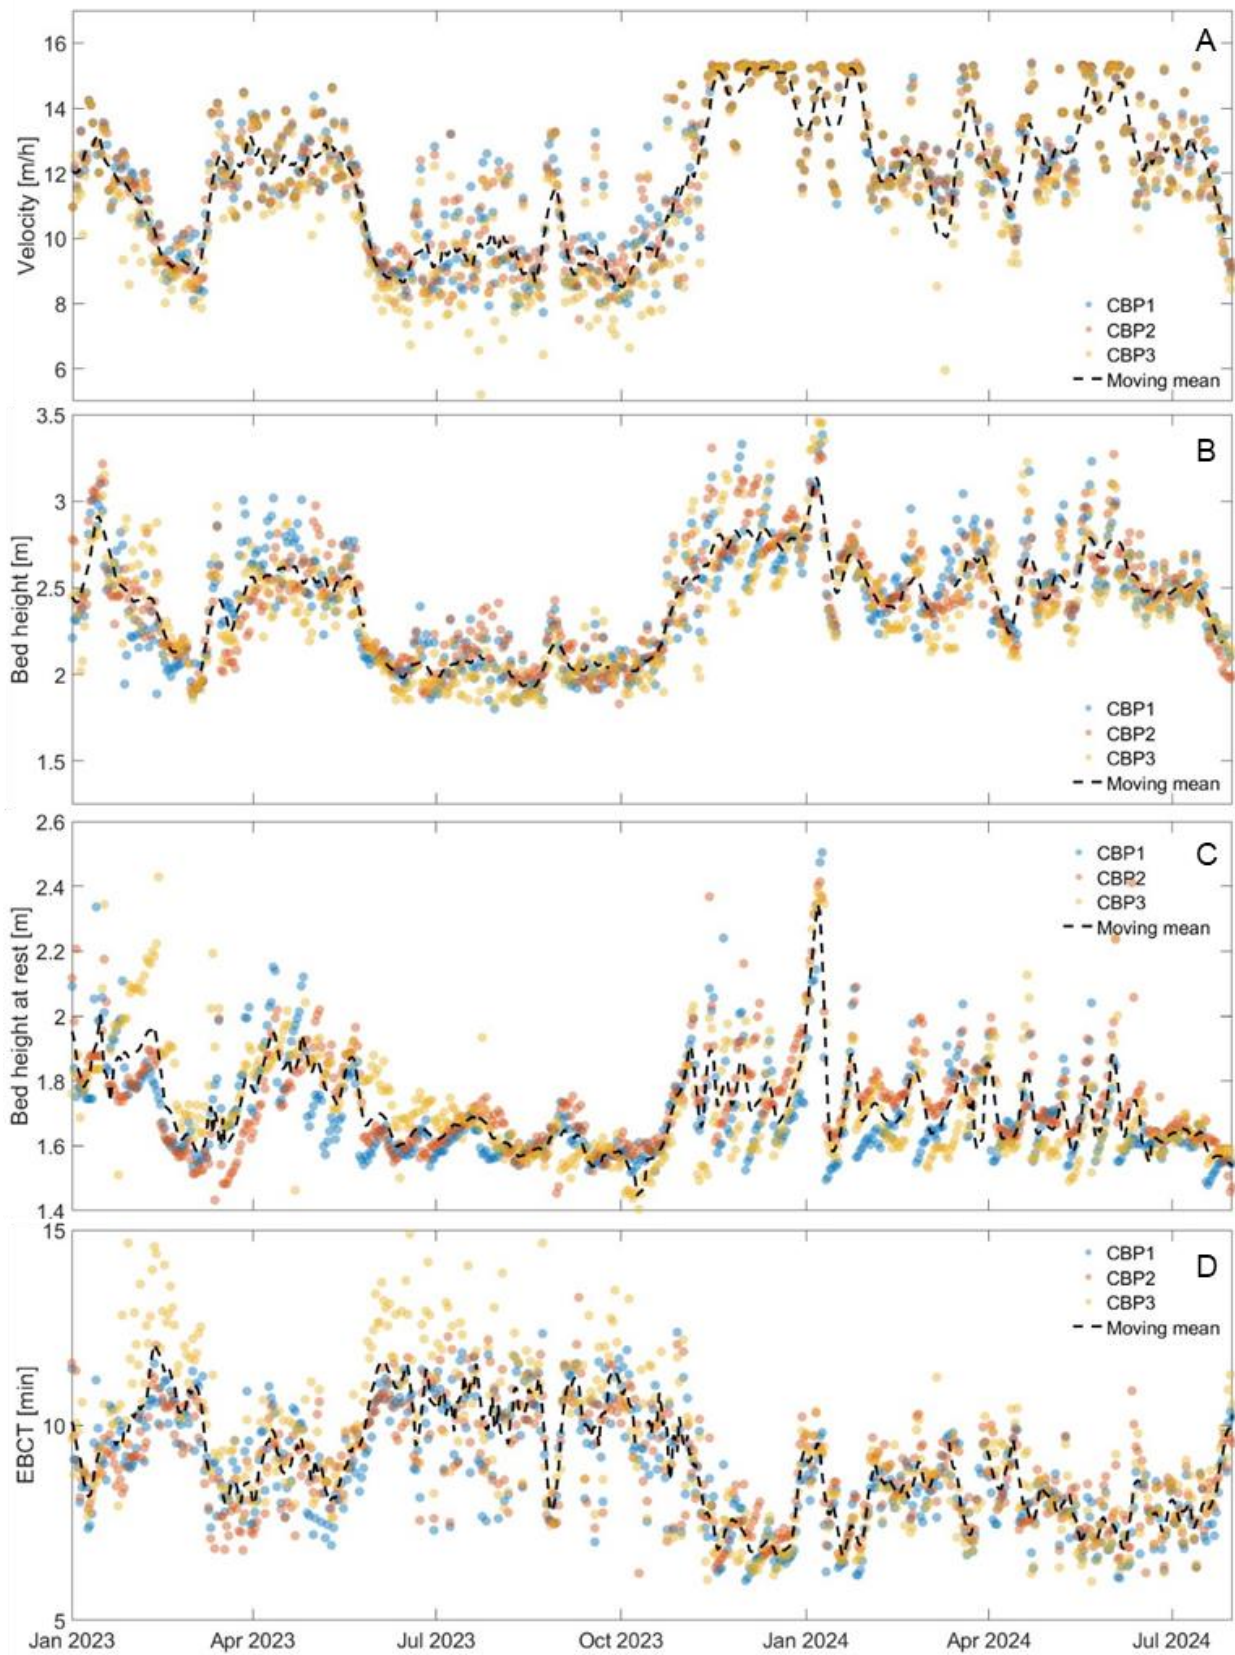 A
16
14
12
10
8
6
Velocity [m/h]
CBP1
CBP2
CBP3
Moving mean
B
3.5
3
2.5
2
1.5
Bed height [m]
CBP1
CBP2
CBP3
Moving mean
C
2.6
2.4
2.2
2
1.8
1.6
1.4
Bed height at rest [m]
CBP1
CBP2
CBP3
Moving mean
D
15
10
5
EBCT [min]
CBP1
CBP2
CBP3
Moving mean
Jan 2023 Apr 2023 Jul 2023 Oct 2023 Jan 2024 Apr 2024 Jul 2024